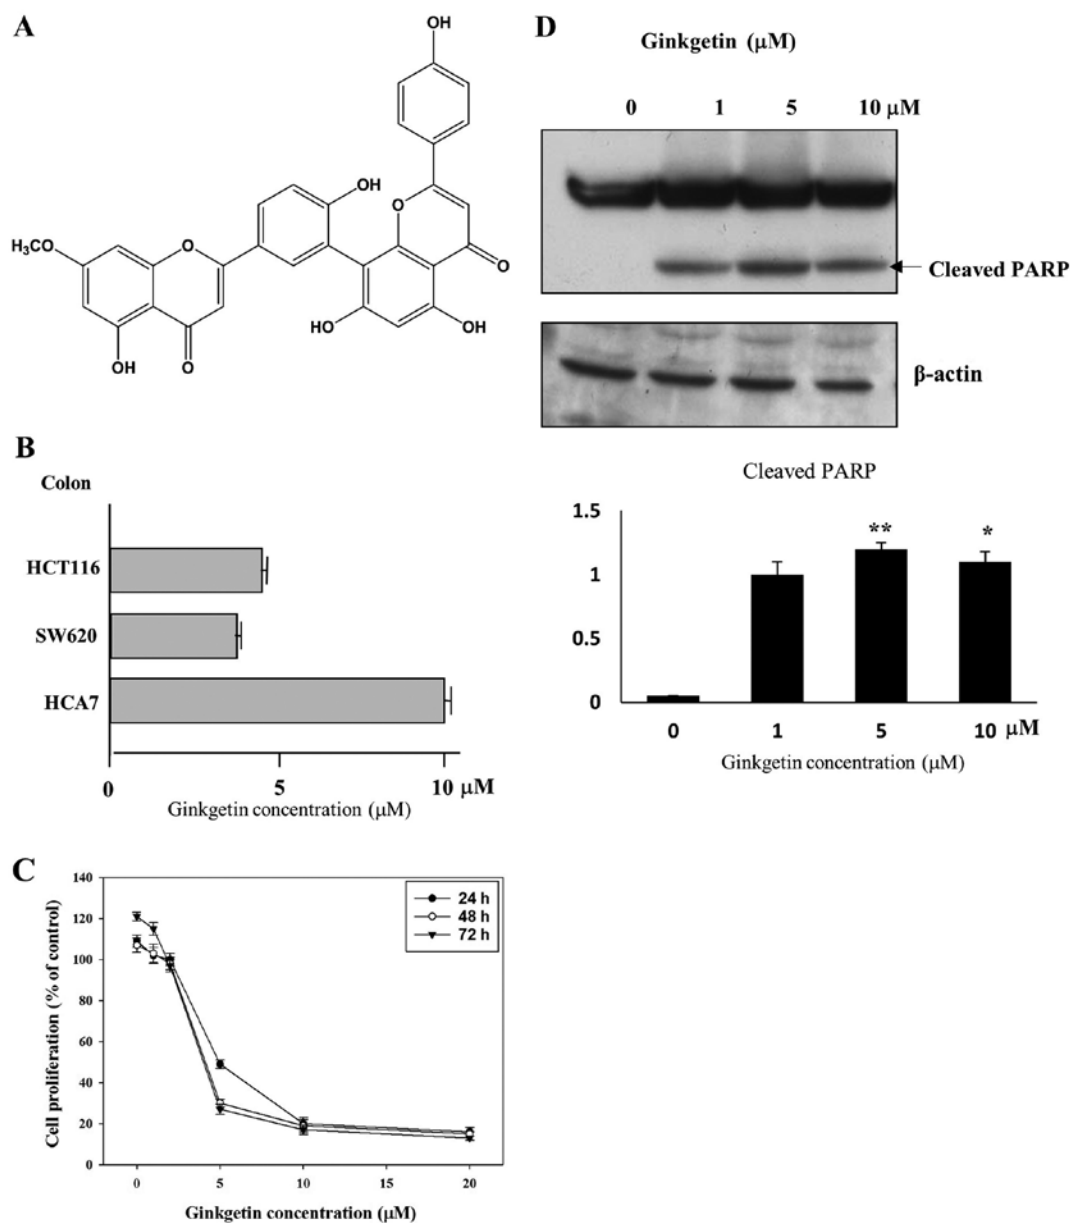 A
OH
OH
H₃CO
O
O
O
HO
OH
OH
O
B
Colon
HCT116
SW620
HCA7
0 5 10 μM
Ginkgetin concentration (μM)
C
Cell proliferation (% of control)
140
120
100
80
60
40
20
0
24 h
48 h
72 h
0 5 10 15 20
Ginkgetin concentration (μM)
D
Ginkgetin (μM)
0 1 5 10 μM
Cleaved PARP
β-actin
Cleaved PARP
1.5
1
0.5
0
** *
0 1 5 10 μM
Ginkgetin concentration (μM)